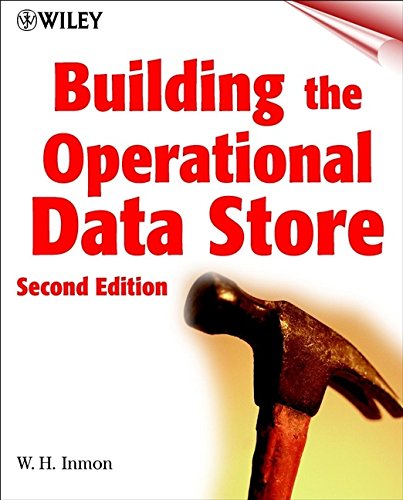 WILEY
Building the
Operational
Data Store
Second Edition
W. H. Inmon